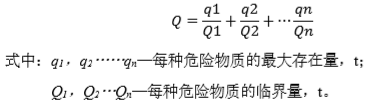 Q = q1/Q1 + q2/Q2 + ⋯ qn/Qn
式中：q1，q2……qn—每种危险物质的最大存在量，t；
Q1，Q2…Qn—每种危险物质的临界量，t。